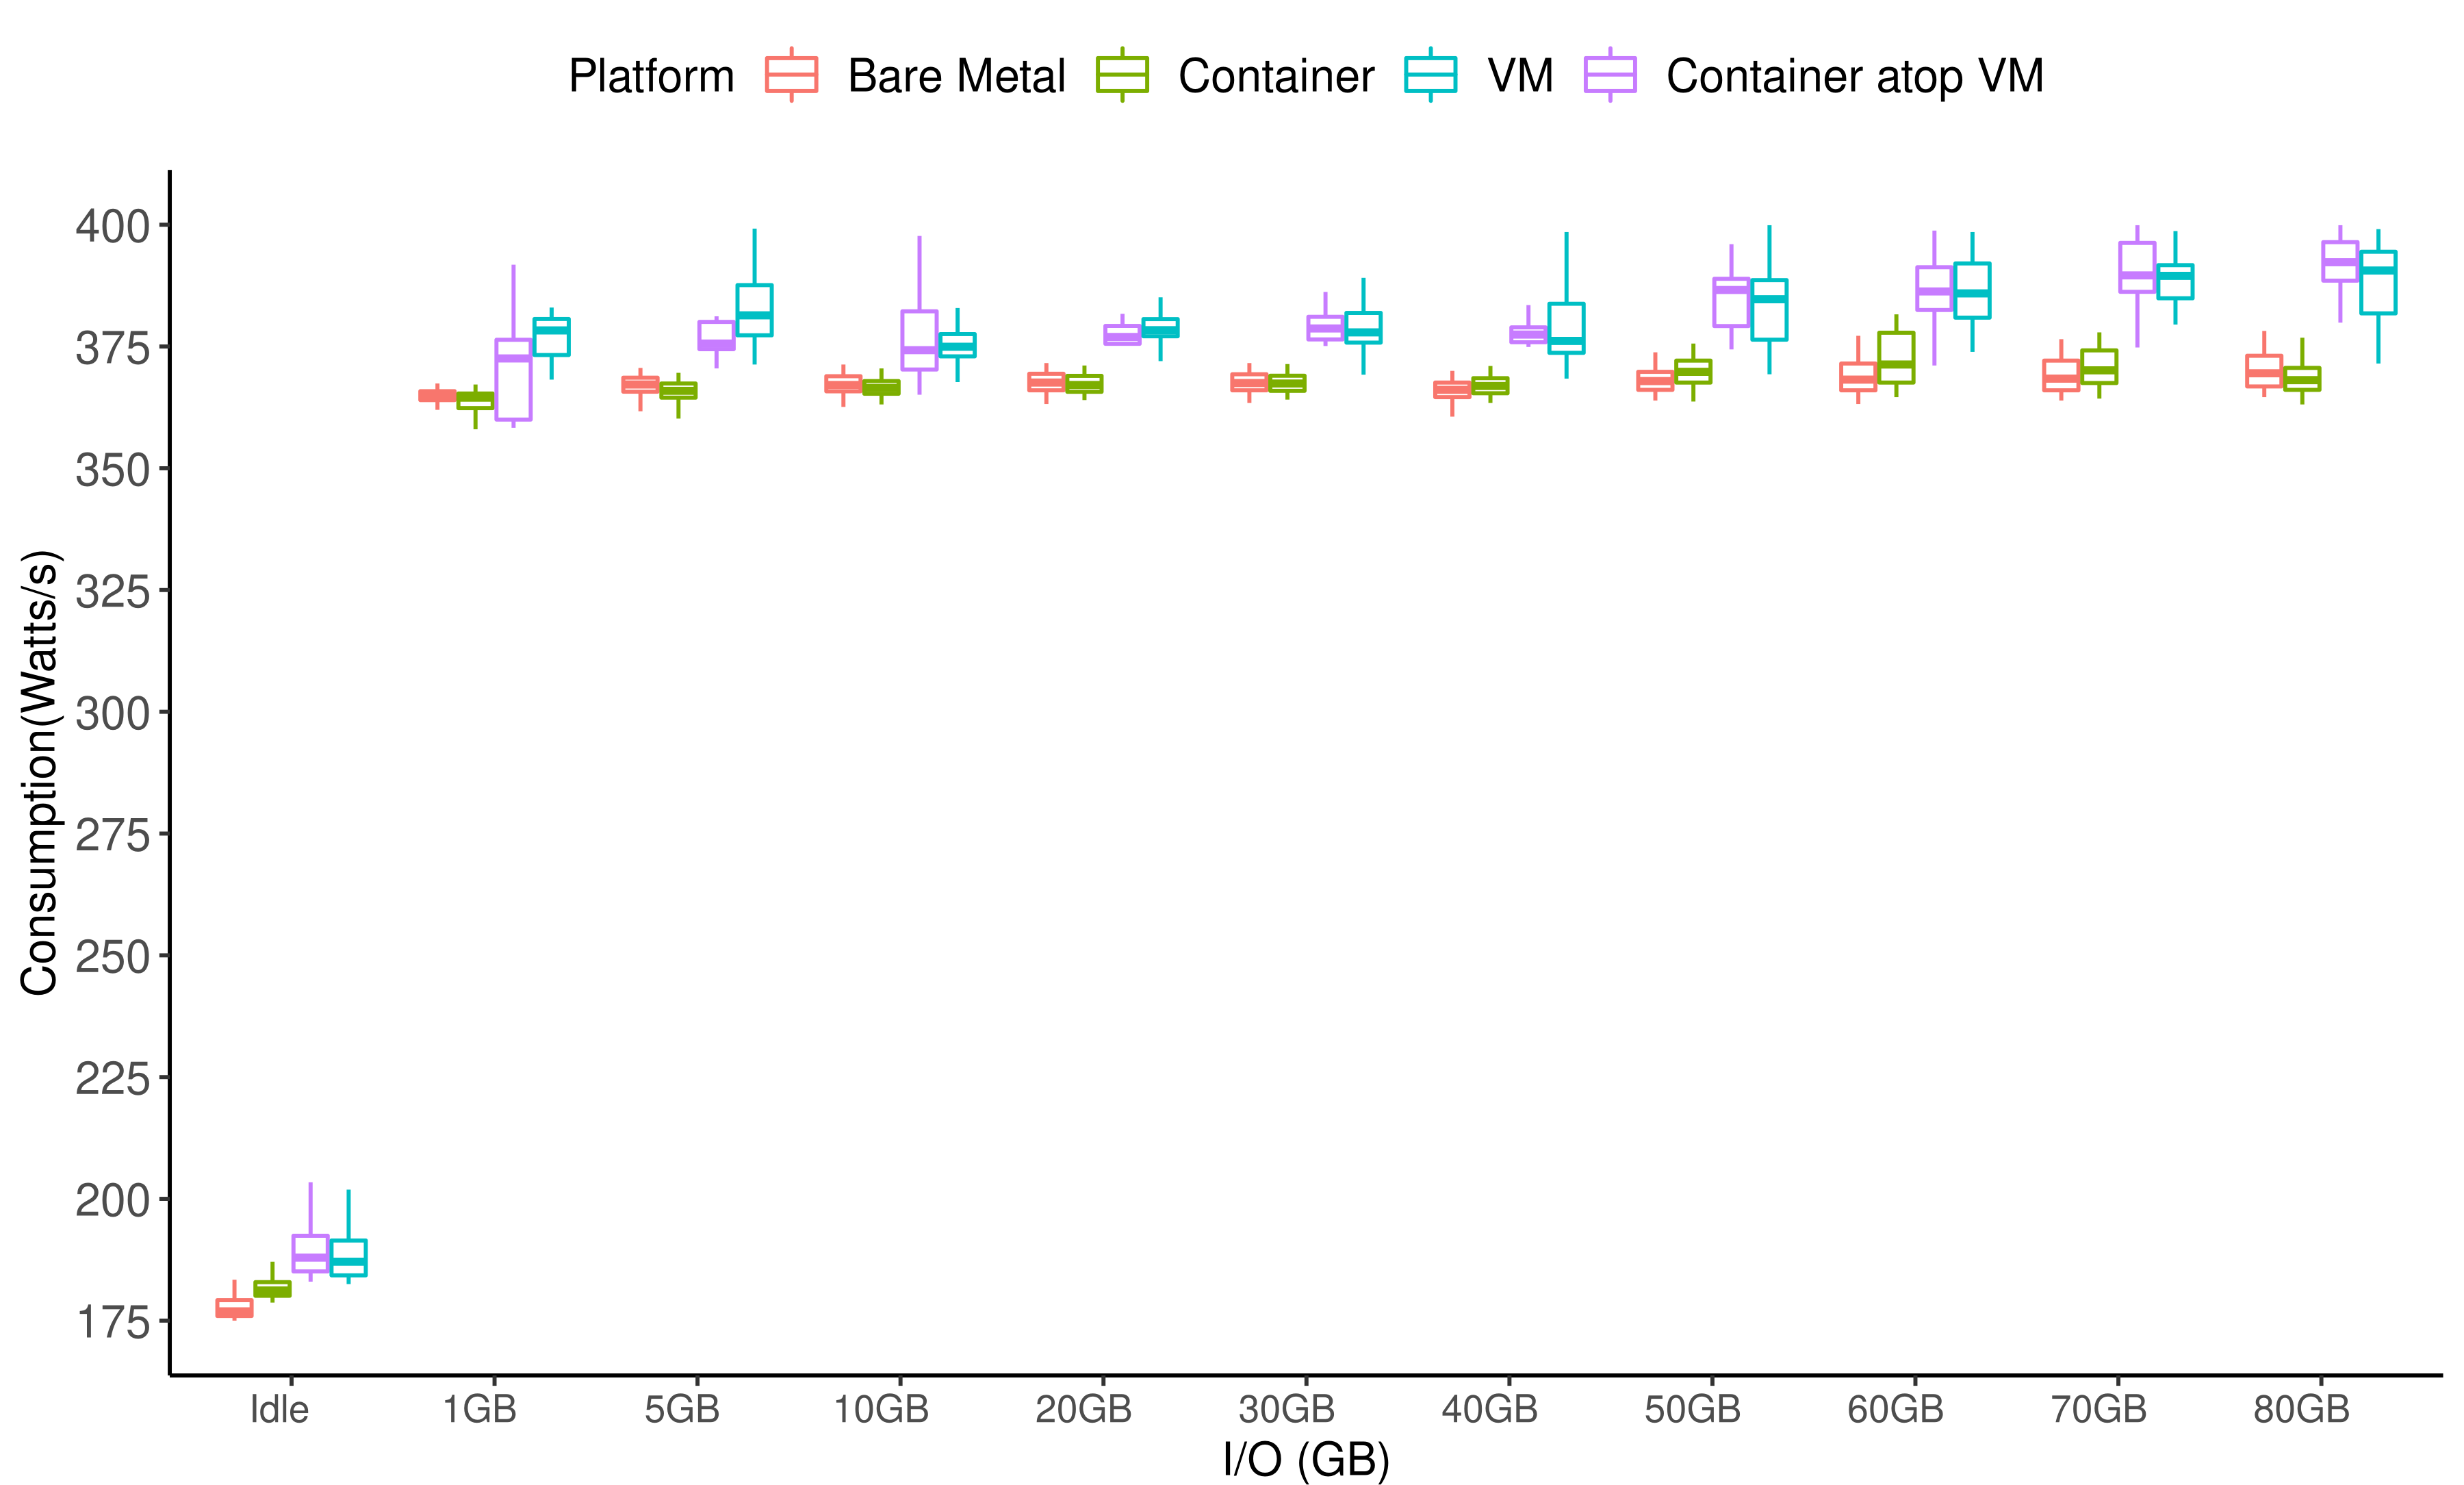 Platform Bare Metal Container VM Container atop VM
400
375
350
325
300
275
250
225
200
175
Consumption(Watts/s)
Idle 1GB 5GB 10GB 20GB 30GB 40GB 50GB 60GB 70GB 80GB
I/O (GB)